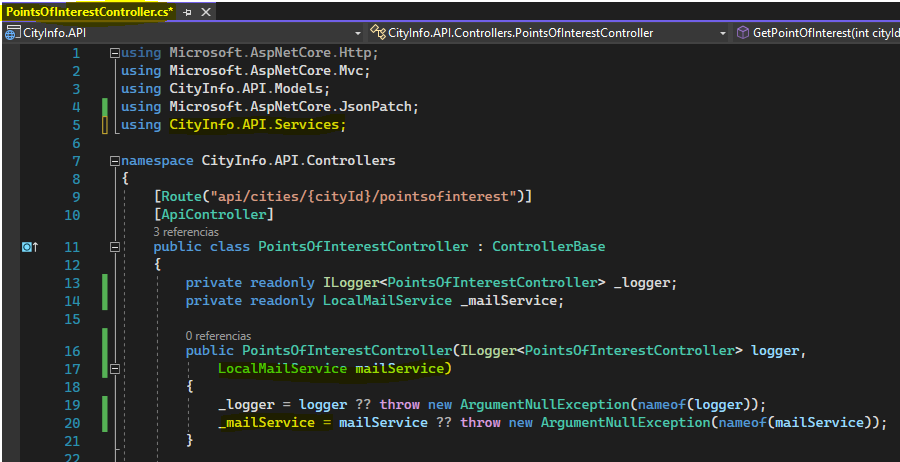 PointsOfInterestController.cs*
CityInfo.API CityInfo.API.Controllers.PointsOfInterestController GetPointOfInterest(int cityId
1 using Microsoft.AspNetCore.Http;
2 using Microsoft.AspNetCore.Mvc;
3 using CityInfo.API.Models;
4 using Microsoft.AspNetCore.JsonPatch;
5 using CityInfo.API.Services;
6
7 namespace CityInfo.API.Controllers
8 {
9 [Route("api/cities/{cityId}/pointsofinterest")]
10 [ApiController]
3 referencias
11 public class PointsOfInterestController : ControllerBase
12 {
13 private readonly ILogger<PointsOfInterestController> _logger;
14 private readonly LocalMailService _mailService;
15
0 referencias
16 public PointsOfInterestController(ILogger<PointsOfInterestController> logger,
17 LocalMailService mailService)
18 {
19 _logger = logger ?? throw new ArgumentNullException(nameof(logger));
20 _mailService = mailService ?? throw new ArgumentNullException(nameof(mailService));
21 }
22